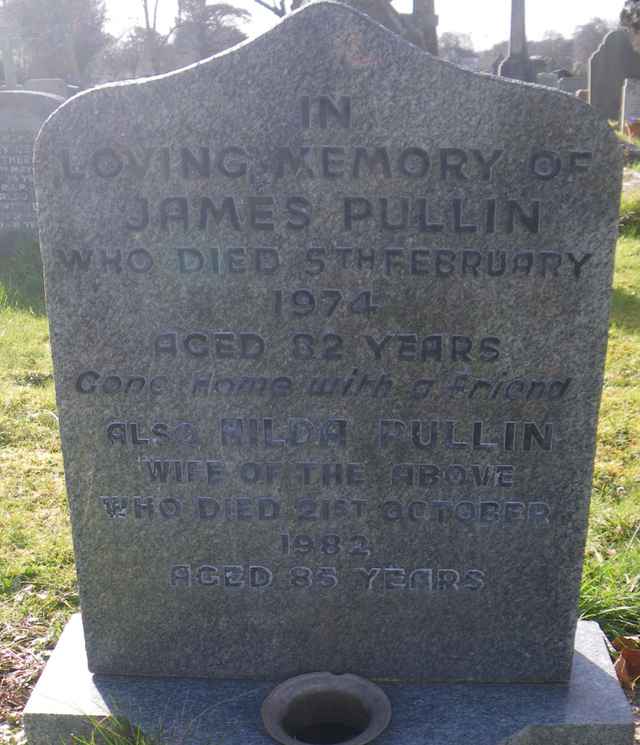 IN
LOVING MEMORY OF
JAMES PULLIN
WHO DIED 5TH FEBRUARY
1974
AGED 82 YEARS
Gone Home with a Friend
ALSO HILDA PULLIN
WIFE OF THE ABOVE
WHO DIED 21ST OCTOBER
1982
AGED 85 YEARS